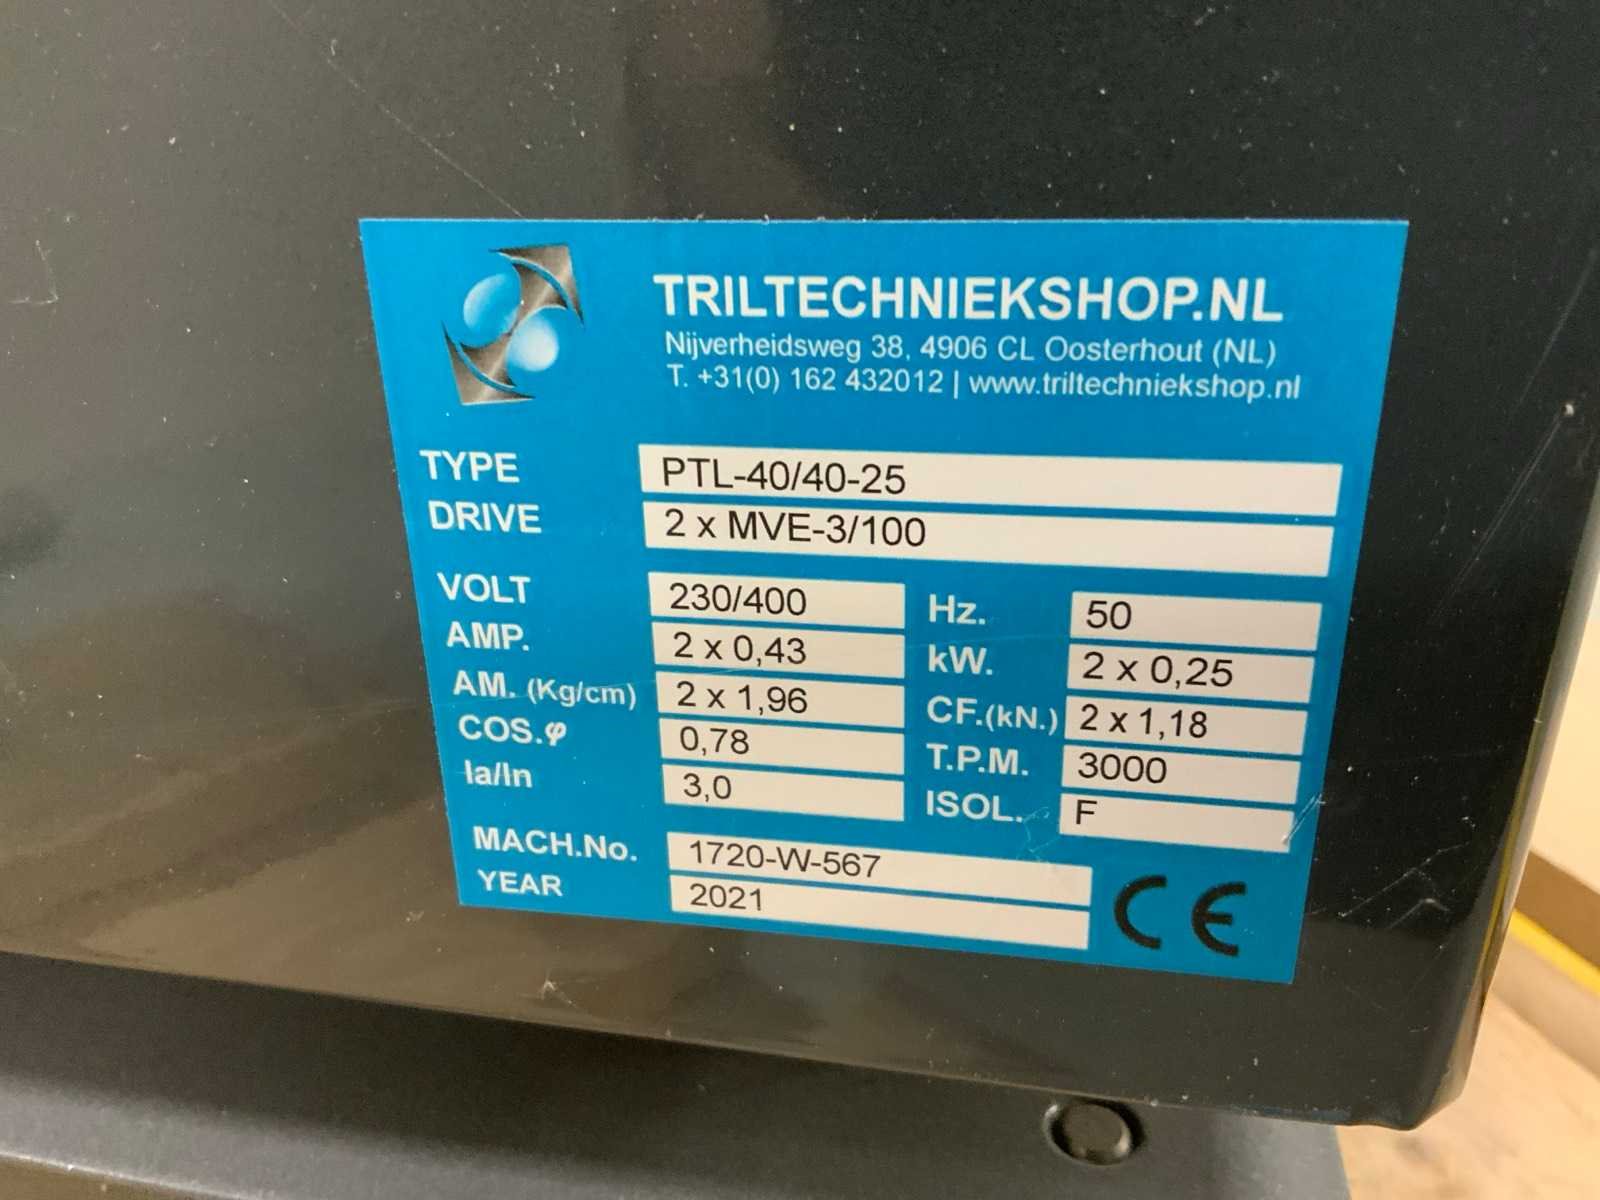 TRILTECHNIEKSHOP.NL
Nijverheidsweg 38, 4906 CL Oosterhout (NL)
T. +31(0) 162 432012 | www.triltechniekshop.nl
TYPE PTL-40/40-25
DRIVE 2 x MVE-3/100
VOLT 230/400 Hz. 50
AMP. 2 x 0,43 kW. 2 x 0,25
AM. (Kg/cm) 2 x 1,96 CF.(kN.) 2 x 1,18
COS.φ 0,78 T.P.M. 3000
Ia/In 3,0 ISOL. F
MACH.No. 1720-W-567
YEAR 2021 CE